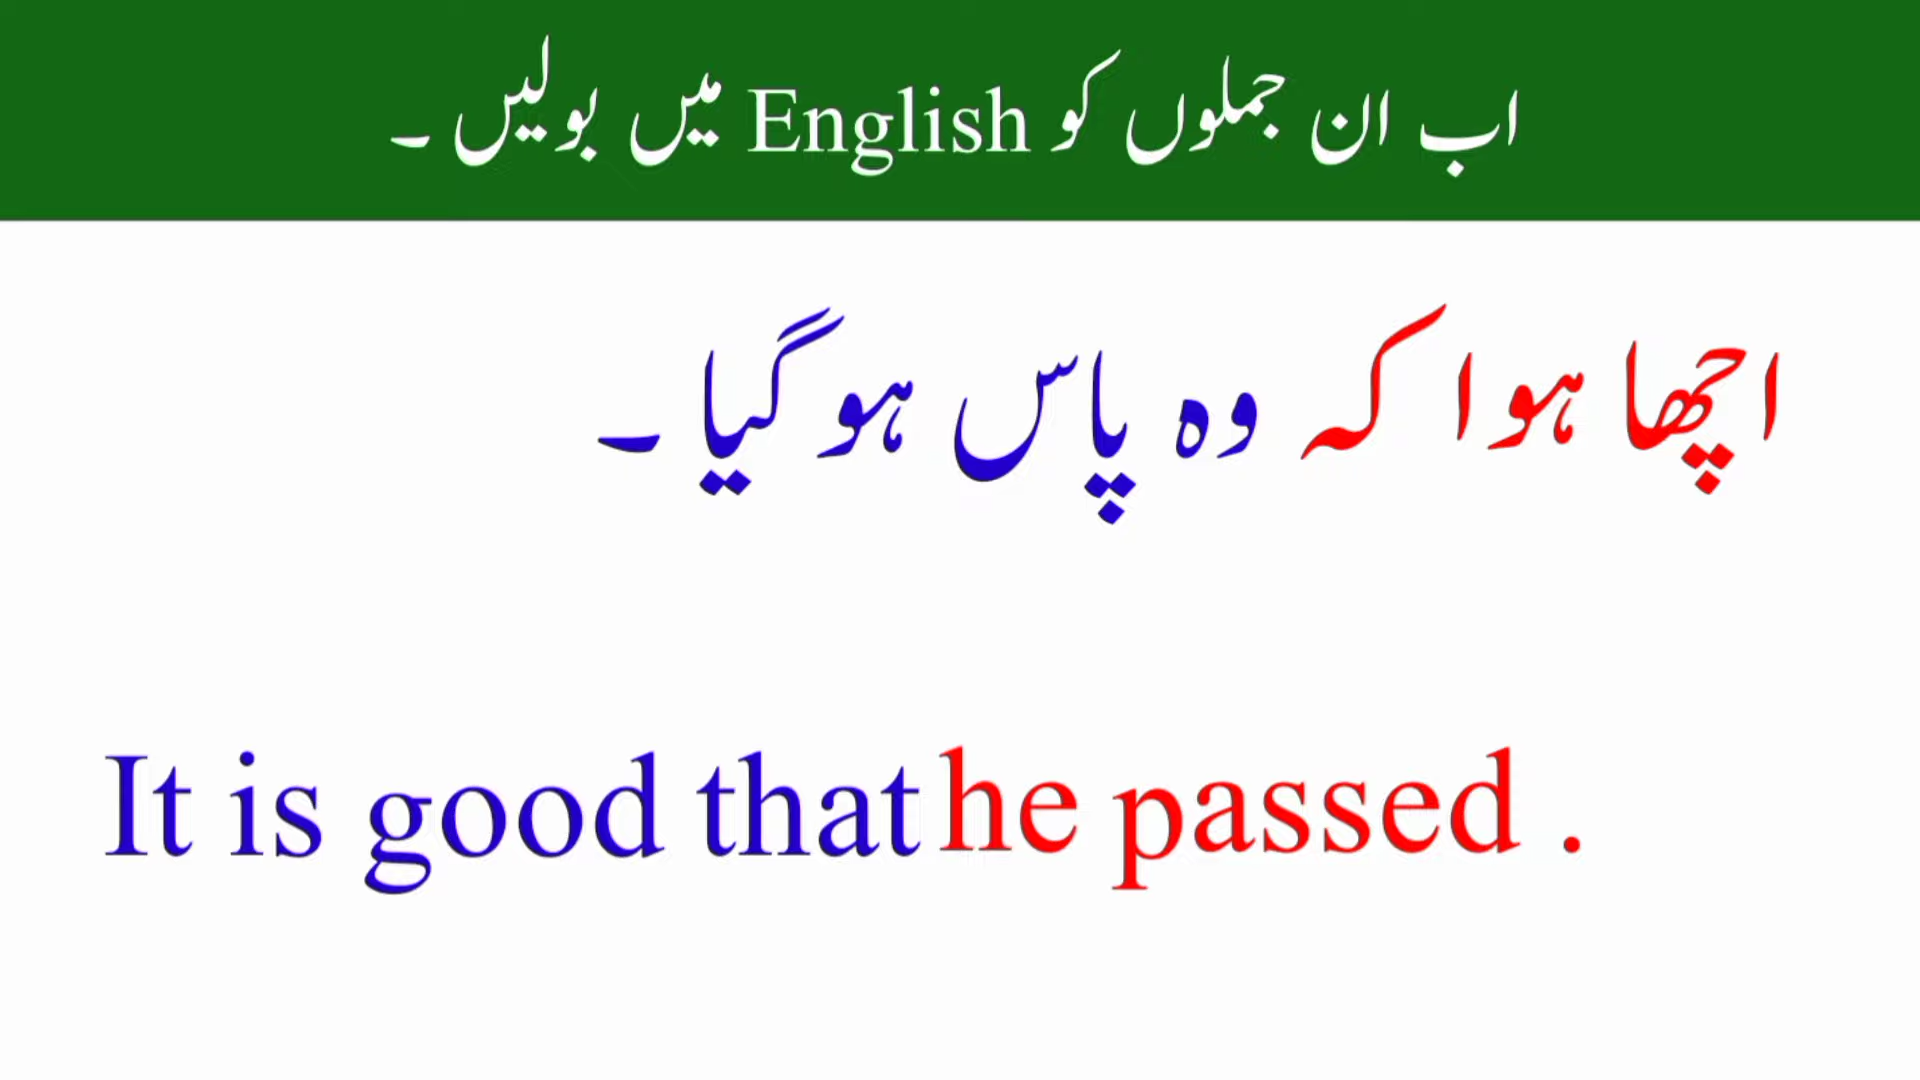 اب ان جملوں کو English میں بولیں ۔
اچھا ہوا کہ وہ پاس ہو گیا ۔
It is good that he passed .